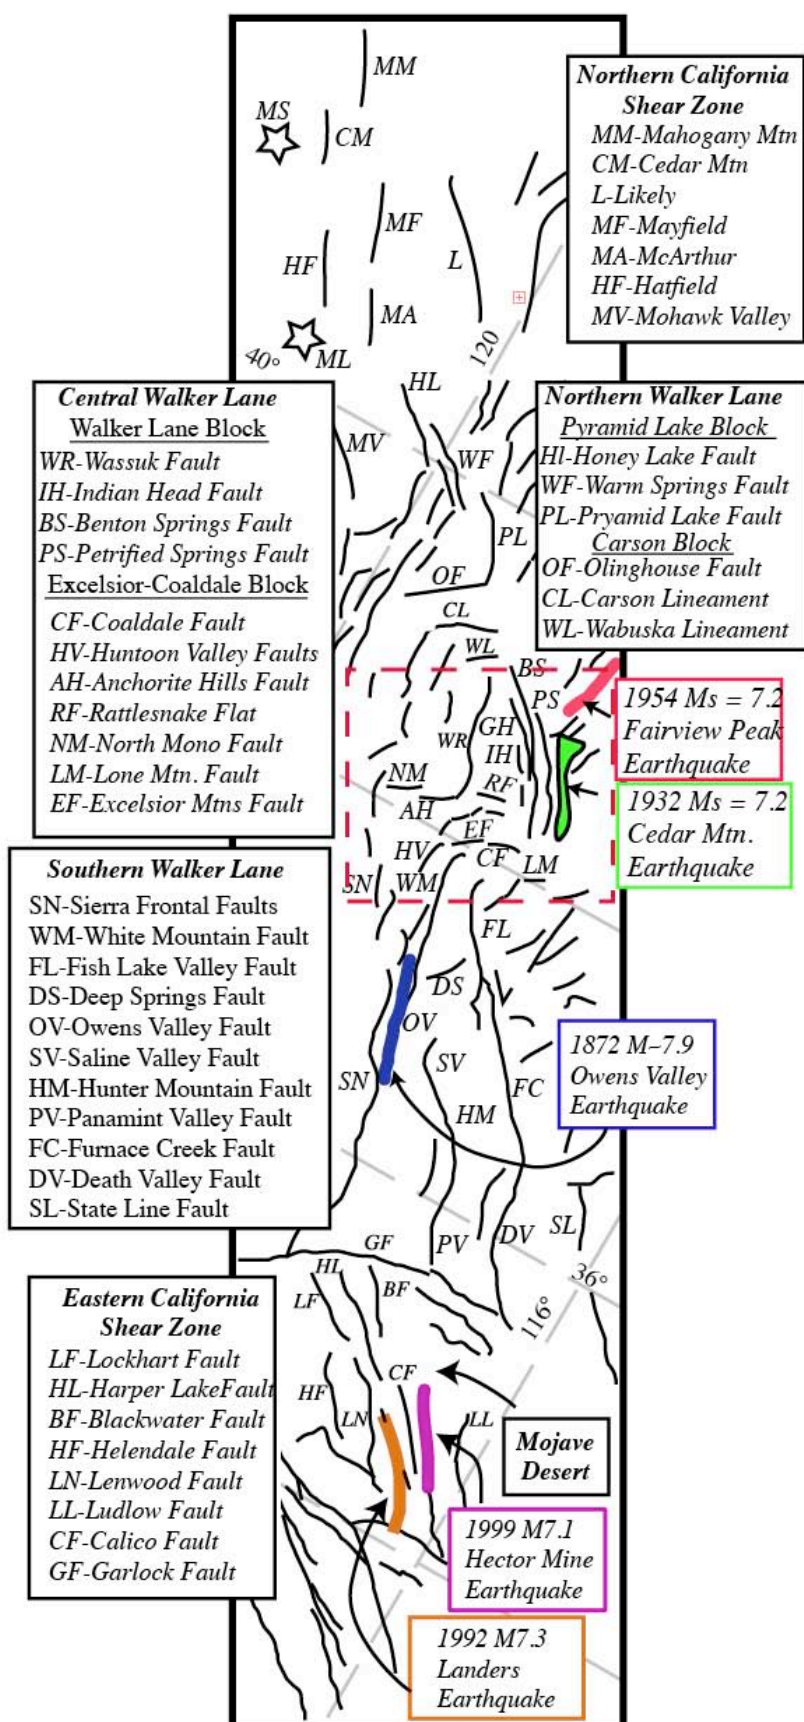 MM
MS
CM
MF
HF
L
MA
120
40°
ML
Northern California
Shear Zone
MM-Mahogany Mtn
CM-Cedar Mtn
L-Likely
MF-Mayfield
MA-McArthur
HF-Hatfield
MV-Mohawk Valley
Central Walker Lane
Walker Lane Block
WR-Wassuk Fault
IH-Indian Head Fault
BS-Benton Springs Fault
PS-Petrified Springs Fault
Excelsior-Coaldale Block
CF-Coaldale Fault
HV-Huntoon Valley Faults
AH-Anchorite Hills Fault
RF-Rattlesnake Flat
NM-North Mono Fault
LM-Lone Mtn. Fault
EF-Excelsior Mtns Fault
HL
MV
WF
PL
OF
CL
WL
Northern Walker Lane
Pyramid Lake Block
Hl-Honey Lake Fault
WF-Warm Springs Fault
PL-Pryamid Lake Fault
Carson Block
OF-Olinghouse Fault
CL-Carson Lineament
WL-Wabuska Lineament
BS
PS
GH
WR
IH
NM
RF
AH
EF
HV
CF
LM
SN
WM
1954 Ms = 7.2
Fairview Peak
Earthquake
1932 Ms = 7.2
Cedar Mtn.
Earthquake
Southern Walker Lane
SN-Sierra Frontal Faults
WM-White Mountain Fault
FL-Fish Lake Valley Fault
DS-Deep Springs Fault
OV-Owens Valley Fault
SV-Saline Valley Fault
HM-Hunter Mountain Fault
PV-Panamint Valley Fault
FC-Furnace Creek Fault
DV-Death Valley Fault
SL-State Line Fault
FL
DS
OV
SV
SN
FC
HM
1872 M–7.9
Owens Valley
Earthquake
SL
DV
PV
GF
36°
116°
Eastern California
Shear Zone
LF-Lockhart Fault
HL-Harper LakeFault
BF-Blackwater Fault
HF-Helendale Fault
LN-Lenwood Fault
LL-Ludlow Fault
CF-Calico Fault
GF-Garlock Fault
HL
LF
BF
CF
HF
LN
LL
Mojave
Desert
1999 M7.1
Hector Mine
Earthquake
1992 M7.3
Landers
Earthquake